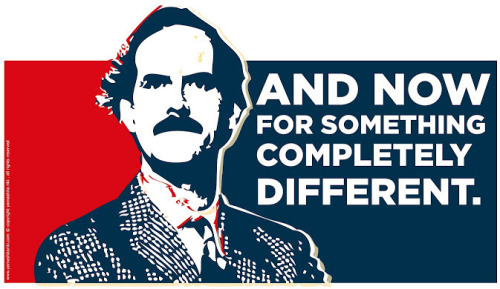 AND NOW
FOR SOMETHING
COMPLETELY
DIFFERENT.